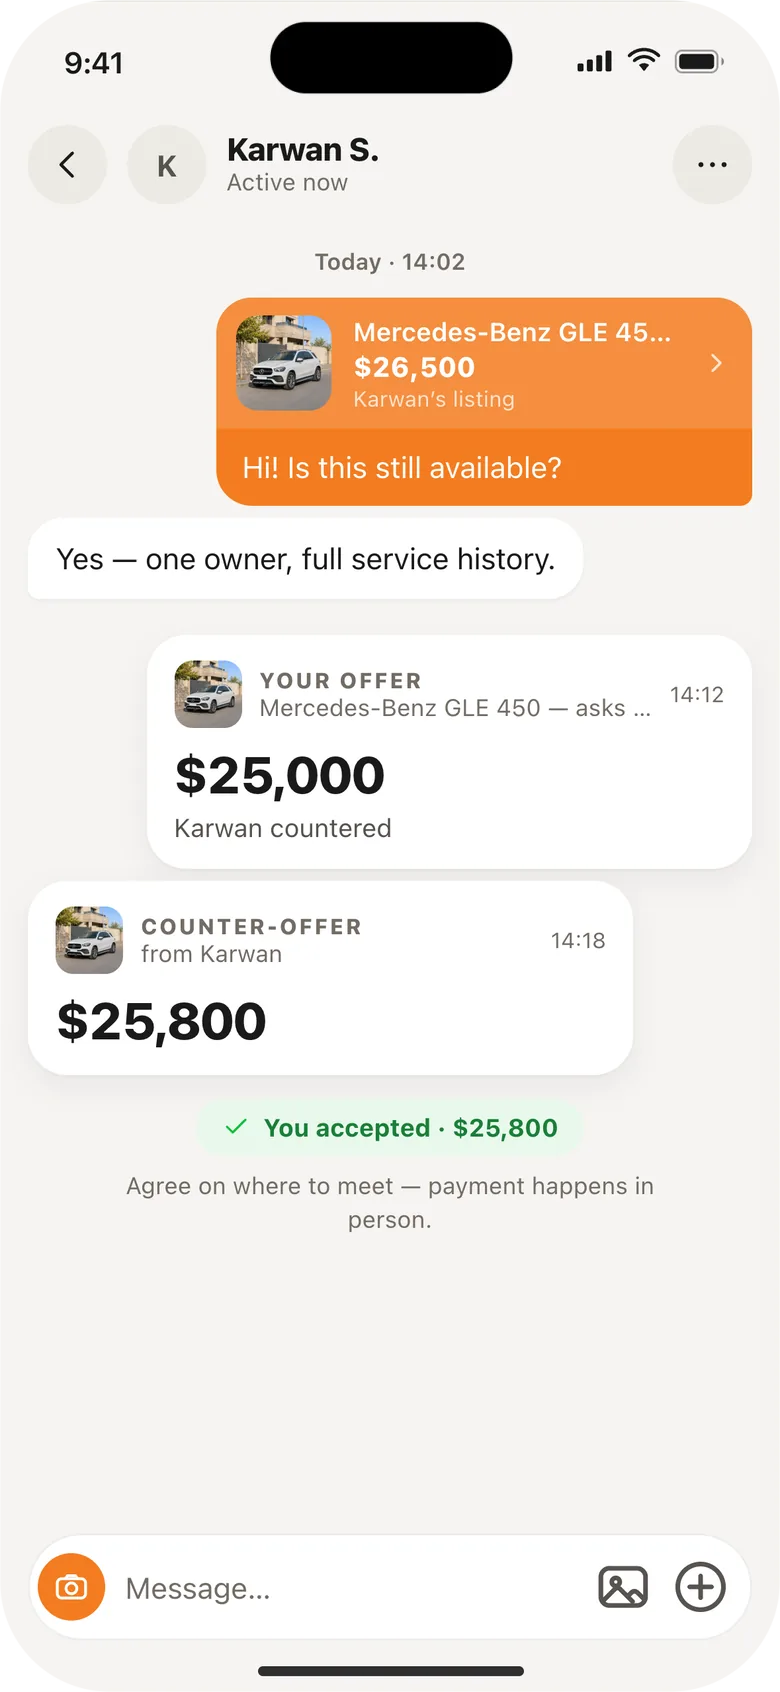 9:41
K
Karwan S.
Active now
Today · 14:02
Mercedes-Benz GLE 45...
$26,500
Karwan's listing
Hi! Is this still available?
Yes — one owner, full service history.
YOUR OFFER
14:12
Mercedes-Benz GLE 450 — asks ...
$25,000
Karwan countered
COUNTER-OFFER
14:18
from Karwan
$25,800
You accepted · $25,800
Agree on where to meet — payment happens in
person.
Message...